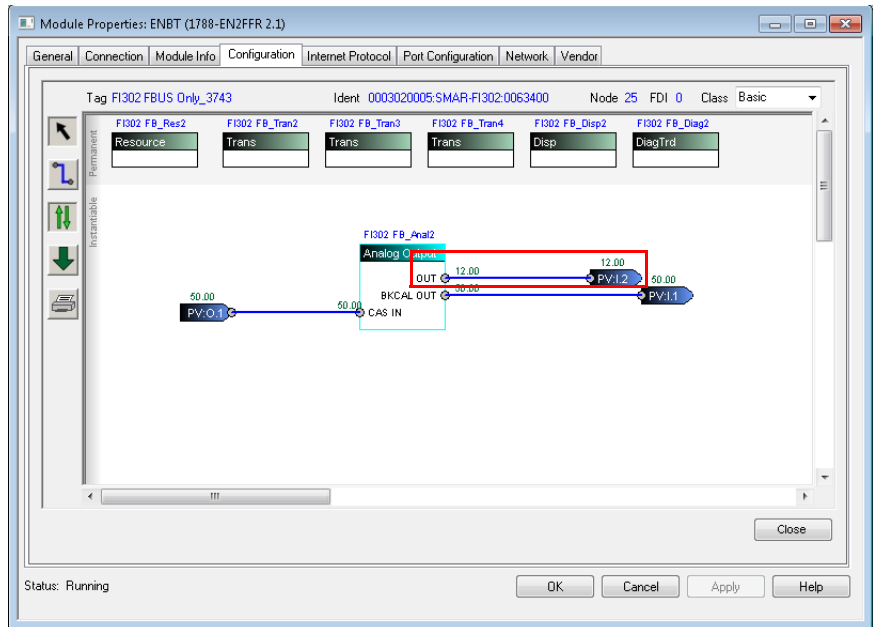 Module Properties: ENBT (1788-EN2FFR 2.1)
General Connection Module Info Configuration Internet Protocol Port Configuration Network Vendor
Tag FI302 FBUS Only_3743 Ident 0003020005:SMAR-FI302:0063400 Node 25 FDI 0 Class Basic
Permanent
FI302 FB_Res2 FI302 FB_Tran2 FI302 FB_Tran3 FI302 FB_Tran4 FI302 FB_Disp2 FI302 FB_Diag2
Resource Trans Trans Trans Disp DiagTrd
Instantiable
FI302 FB_Anal2
Analog Output
OUT 12.00 12.00 PV:I.2
BKCAL OUT 50.00 50.00 PV:I.1
50.00 PV:O.1 50.00 CAS IN
Close
Status: Running
OK Cancel Apply Help